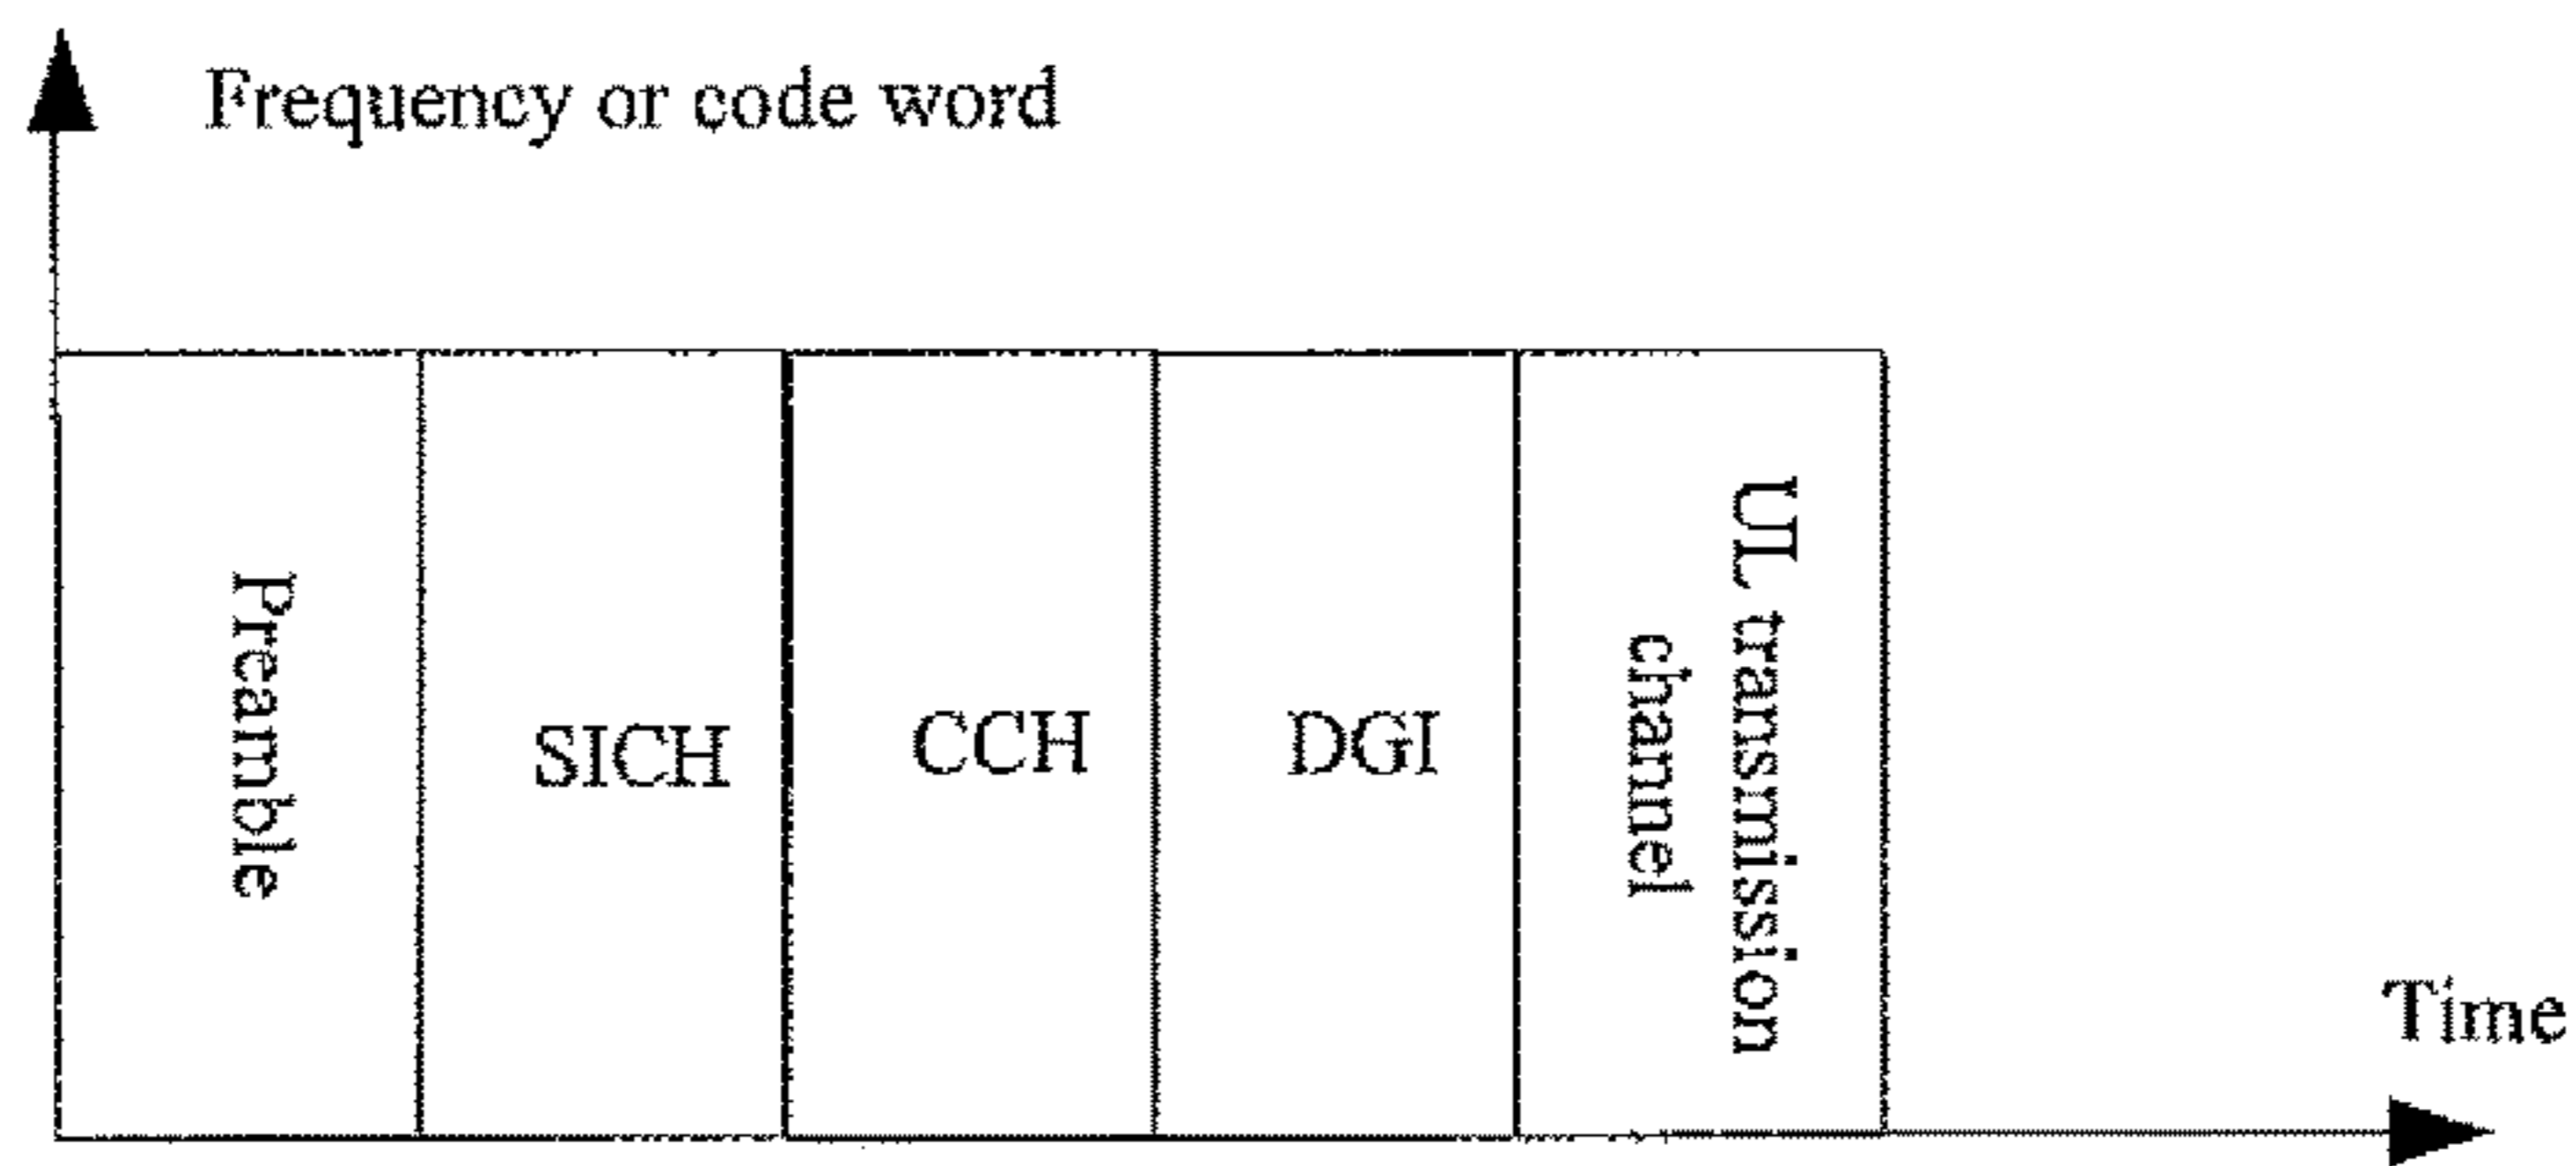 Frequency or code word
Preamble
SICH
CCH
DGI
UL transmission
channel
Time